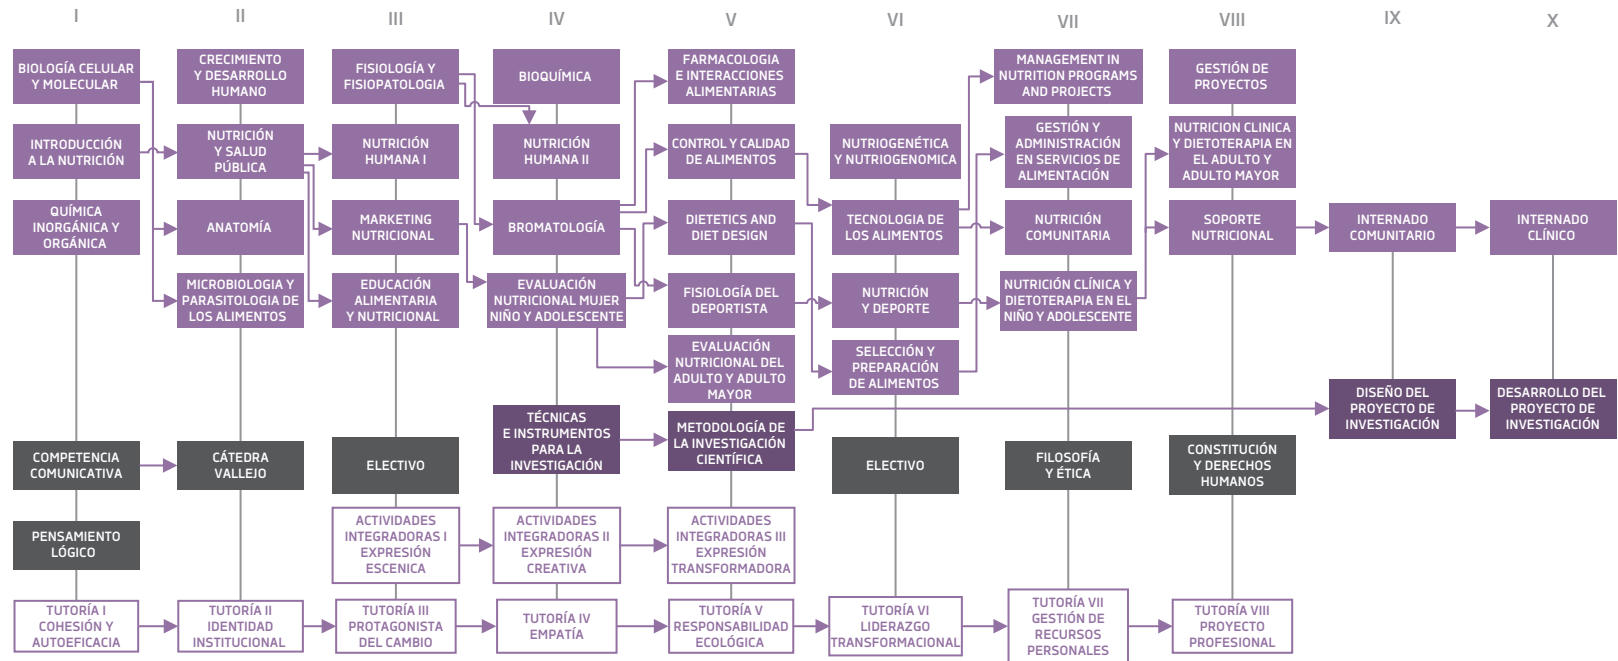 I
II
III
IV
V
VI
VII
VIII
IX
X
BIOLOGÍA CELULAR
Y MOLECULAR
INTRODUCCIÓN
A LA NUTRICIÓN
QUÍMICA
INORGÁNICA Y
ORGÁNICA
COMPETENCIA
COMUNICATIVA
PENSAMIENTO
LÓGICO
TUTORÍA I
COHESIÓN Y
AUTOEFICACIA
CRECIMIENTO
Y DESARROLLO
HUMANO
NUTRICIÓN
Y SALUD
PÚBLICA
ANATOMÍA
MICROBIOLOGIA Y
PARASITOLOGIA DE
LOS ALIMENTOS
CÁTEDRA
VALLEJO
TUTORÍA II
IDENTIDAD
INSTITUCIONAL
FISIOLOGÍA Y
FISIOPATOLOGIA
NUTRICIÓN
HUMANA I
MARKETING
NUTRICIONAL
EDUCACIÓN
ALIMENTARIA
Y NUTRICIONAL
ELECTIVO
ACTIVIDADES
INTEGRADORAS I
EXPRESIÓN
ESCENICA
TUTORÍA III
PROTAGONISTA
DEL CAMBIO
BIOQUÍMICA
NUTRICIÓN
HUMANA II
BROMATOLOGÍA
EVALUACIÓN
NUTRICIONAL MUJER
NIÑO Y ADOLESCENTE
TÉCNICAS
E INSTRUMENTOS
PARA LA
INVESTIGACIÓN
ACTIVIDADES
INTEGRADORAS II
EXPRESIÓN
CREATIVA
TUTORÍA IV
EMPATÍA
FARMACOLOGIA
E INTERACCIONES
ALIMENTARIAS
CONTROL Y CALIDAD
DE ALIMENTOS
DIETETICS AND
DIET DESIGN
FISIOLOGÍA DEL
DEPORTISTA
EVALUACIÓN
NUTRICIONAL DEL
ADULTO Y ADULTO
MAYOR
METODOLOGÍA DE
LA INVESTIGACIÓN
CIENTÍFICA
ACTIVIDADES
INTEGRADORAS III
EXPRESIÓN
TRANSFORMADORA
TUTORÍA V
RESPONSABILIDAD
ECOLÓGICA
NUTRIGENÉTICA
Y NUTRIOGENOMICA
TECNOLOGIA DE
LOS ALIMENTOS
NUTRICIÓN
Y DEPORTE
SELECCIÓN Y
PREPARACIÓN
DE ALIMENTOS
ELECTIVO
TUTORÍA VI
LIDERAZGO
TRANSFORMACIONAL
MANAGEMENT IN
NUTRITION PROGRAMS
AND PROJECTS
GESTIÓN Y
ADMINISTRACIÓN
EN SERVICIOS DE
ALIMENTACIÓN
NUTRICIÓN
COMUNITARIA
NUTRICIÓN CLÍNICA Y
DIETOTERAPIA EN EL
NIÑO Y ADOLESCENTE
FILOSOFÍA
Y ÉTICA
TUTORÍA VII
GESTIÓN DE
RECURSOS
PERSONALES
GESTIÓN DE
PROYECTOS
NUTRICION CLINICA
Y DIETOTERAPIA EN
EL ADULTO Y
ADULTO MAYOR
SOPORTE
NUTRICIONAL
CONSTITUCIÓN
Y DERECHOS
HUMANOS
TUTORÍA VIII
PROYECTO
PROFESIONAL
INTERNADO
COMUNITARIO
DISEÑO DEL
PROYECTO DE
INVESTIGACIÓN
INTERNADO
CLÍNICO
DESARROLLO DEL
PROYECTO DE
INVESTIGACIÓN